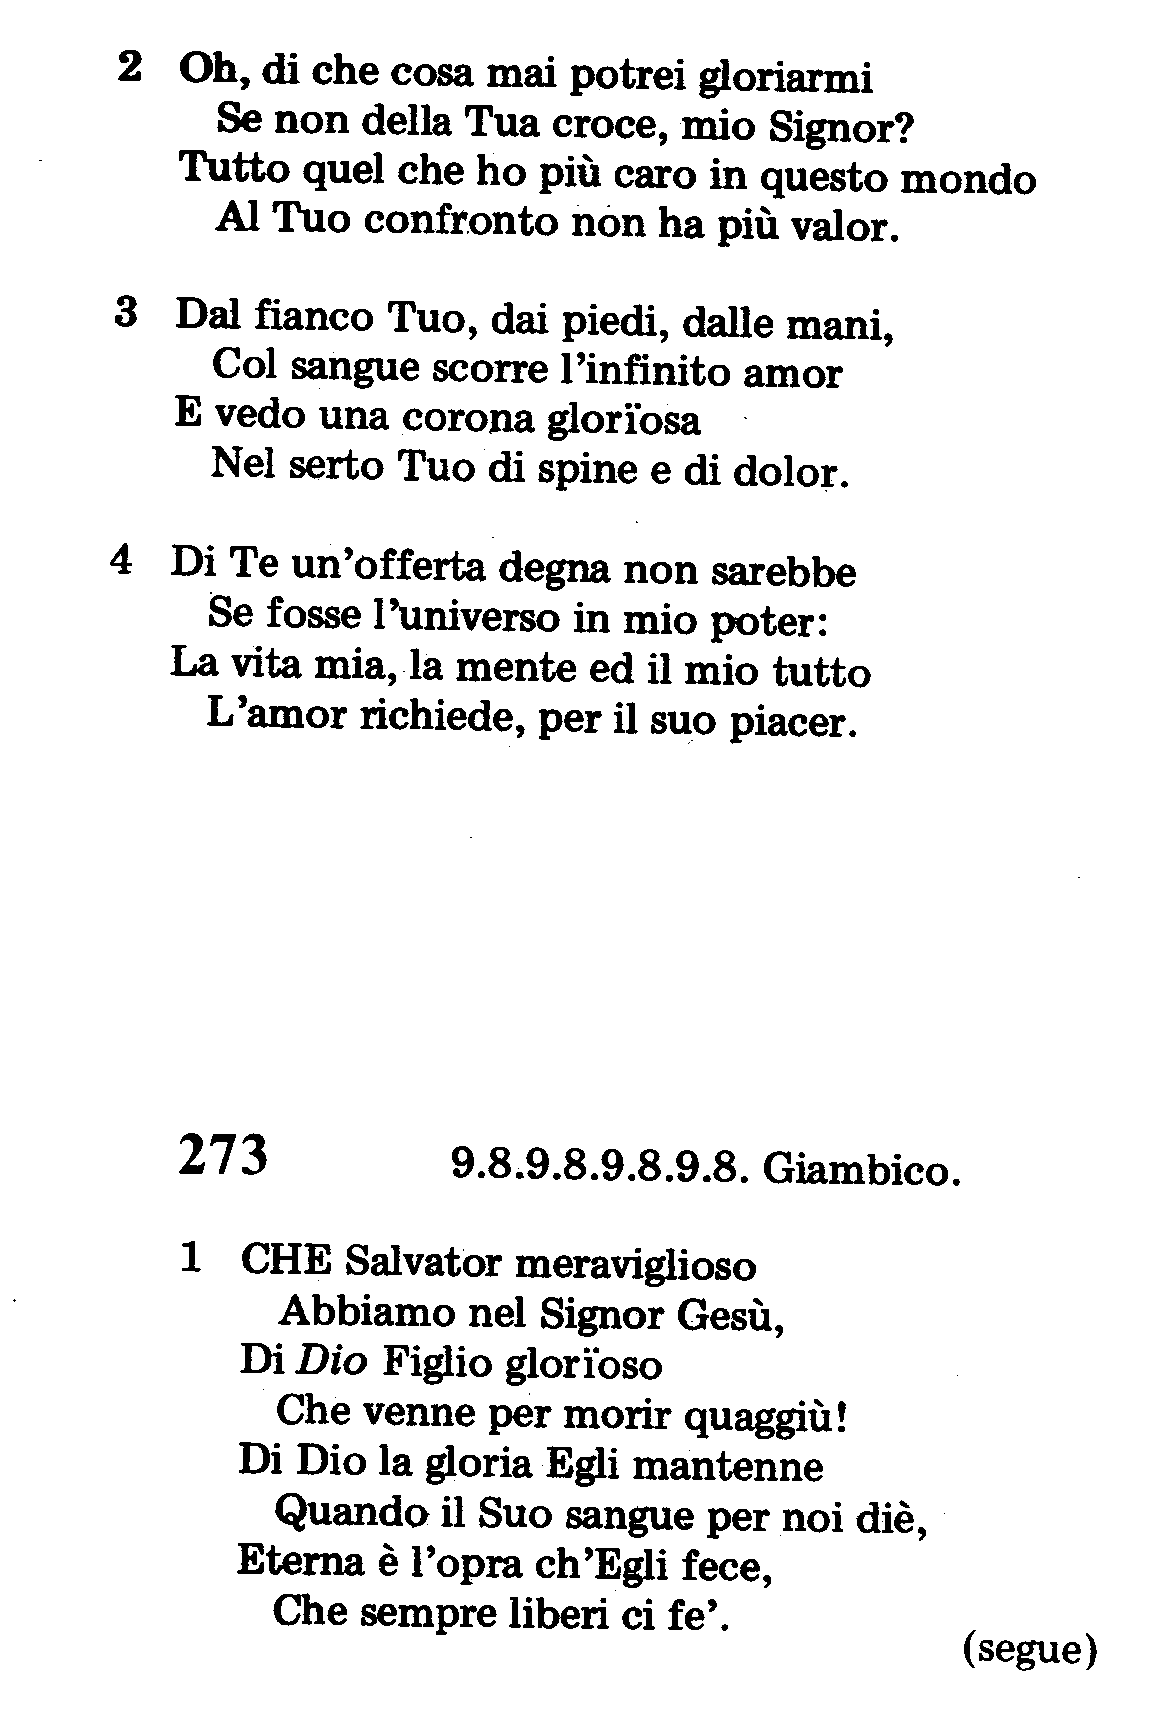 2 Oh, di che cosa mai potrei gloriarmi
Se non della Tua croce, mio Signor?
Tutto quel che ho più caro in questo mondo
Al Tuo confronto non ha più valor.
3 Dal fianco Tuo, dai piedi, dalle mani,
Col sangue scorre l'infinito amor
E vedo una corona glorïosa
Nel serto Tuo di spine e di dolor.
4 Di Te un'offerta degna non sarebbe
Se fosse l'universo in mio poter:
La vita mia, la mente ed il mio tutto
L'amor richiede, per il suo piacer.
273 9.8.9.8.9.8.9.8. Giambico.
1 CHE Salvator meraviglioso
Abbiamo nel Signor Gesù,
Di Dio Figlio glorïoso
Che venne per morir quaggiù!
Di Dio la gloria Egli mantenne
Quando il Suo sangue per noi diè,
Eterna è l'opra ch'Egli fece,
Che sempre liberi ci fe'.
(segue)